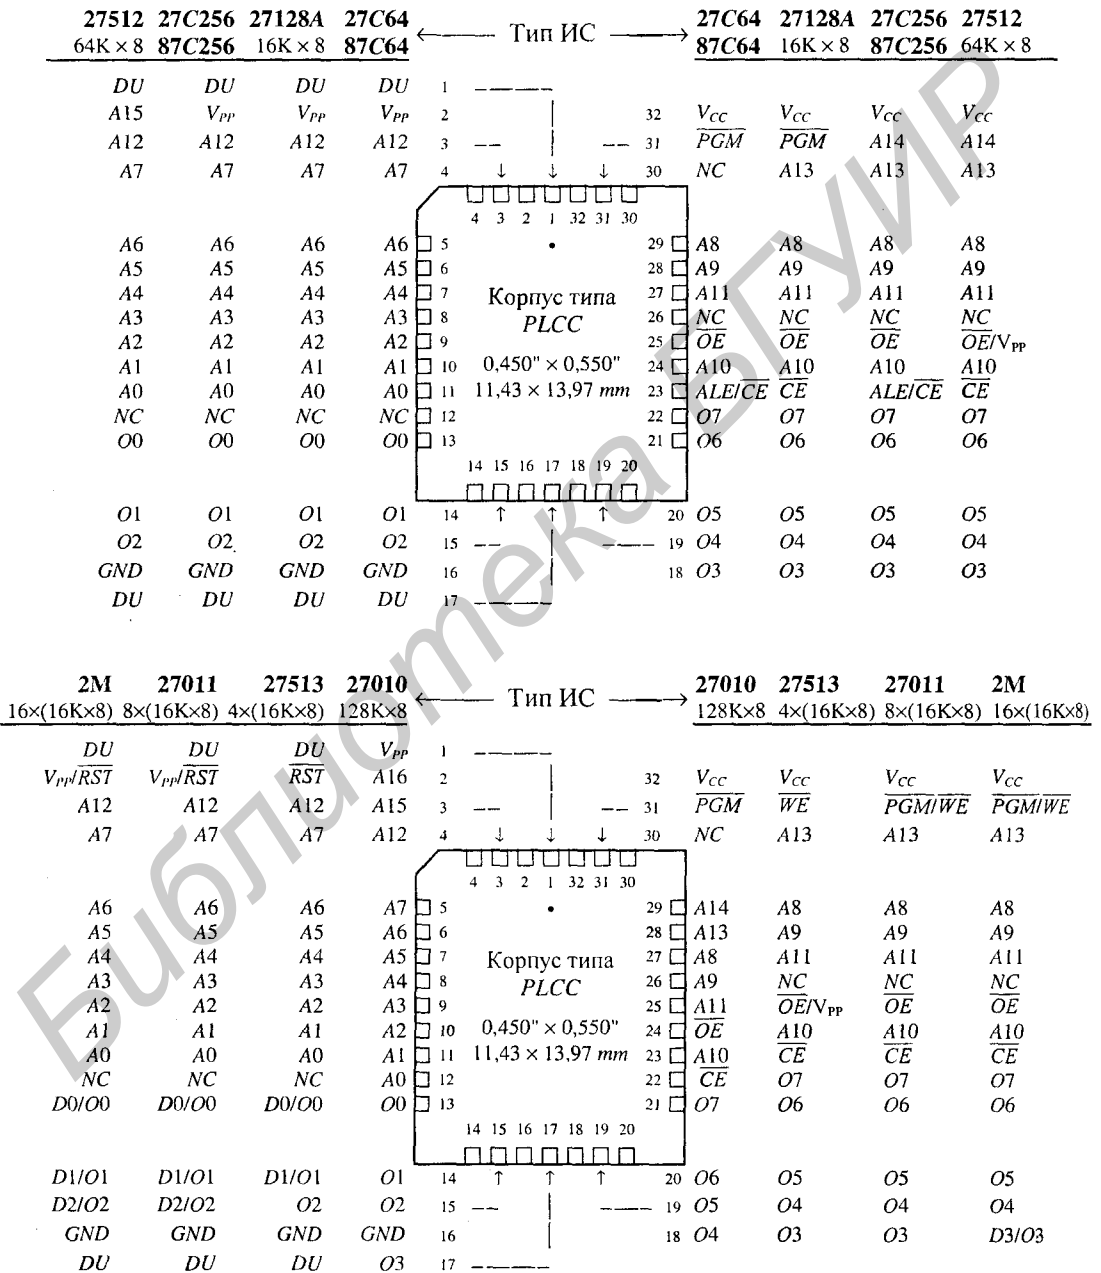 27512 27C256 27128A 27C64 Тип ИС 27C64 27128A 27C256 27512
64K × 8 87C256 16K × 8 87C64 87C64 16K × 8 87C256 64K × 8
DU DU DU DU 1
A15 VPP VPP VPP 2 32 VCC VCC VCC VCC
A12 A12 A12 A12 3 31 PGM PGM A14 A14
A7 A7 A7 A7 4 30 NC A13 A13 A13
4 3 2 1 32 31 30
A6 A6 A6 A6 5 29 A8 A8 A8 A8
A5 A5 A5 A5 6 28 A9 A9 A9 A9
A4 A4 A4 A4 7 Корпус типа 27 A11 A11 A11 A11
A3 A3 A3 A3 8 PLCC 26 NC NC NC NC
A2 A2 A2 A2 9 25 OE OE OE OE/VPP
A1 A1 A1 A1 10 0,450" × 0,550" 24 A10 A10 A10 A10
A0 A0 A0 A0 11 11,43 × 13,97 mm 23 ALE/CE CE ALE/CE CE
NC NC NC NC 12 22 O7 O7 O7 O7
O0 O0 O0 O0 13 21 O6 O6 O6 O6
14 15 16 17 18 19 20
O1 O1 O1 O1 14 20 O5 O5 O5 O5
O2 O2 O2 O2 15 19 O4 O4 O4 O4
GND GND GND GND 16 18 O3 O3 O3 O3
DU DU DU DU 17
2M 27011 27513 27010 Тип ИС 27010 27513 27011 2M
16×(16K×8) 8×(16K×8) 4×(16K×8) 128K×8 128K×8 4×(16K×8) 8×(16K×8) 16×(16K×8)
DU DU DU VPP 1
VPP/RST VPP/RST RST A16 2 32 VCC VCC VCC VCC
A12 A12 A12 A15 3 31 PGM WE PGM/WE PGM/WE
A7 A7 A7 A12 4 30 NC A13 A13 A13
4 3 2 1 32 31 30
A6 A6 A6 A7 5 29 A14 A8 A8 A8
A5 A5 A5 A6 6 28 A13 A9 A9 A9
A4 A4 A4 A5 7 Корпус типа 27 A8 A11 A11 A11
A3 A3 A3 A4 8 PLCC 26 A9 NC NC NC
A2 A2 A2 A3 9 25 A11 OE/VPP OE OE
A1 A1 A1 A2 10 0,450" × 0,550" 24 OE A10 A10 A10
A0 A0 A0 A1 11 11,43 × 13,97 mm 23 A10 CE CE CE
NC NC NC A0 12 22 CE O7 O7 O7
D0/O0 D0/O0 D0/O0 O0 13 21 O7 O6 O6 O6
14 15 16 17 18 19 20
D1/O1 D1/O1 D1/O1 O1 14 20 O6 O5 O5 O5
D2/O2 D2/O2 O2 O2 15 19 O5 O4 O4 O4
GND GND GND GND 16 18 O4 O3 O3 D3/O3
DU DU DU O3 17
Библиотека БГУИР